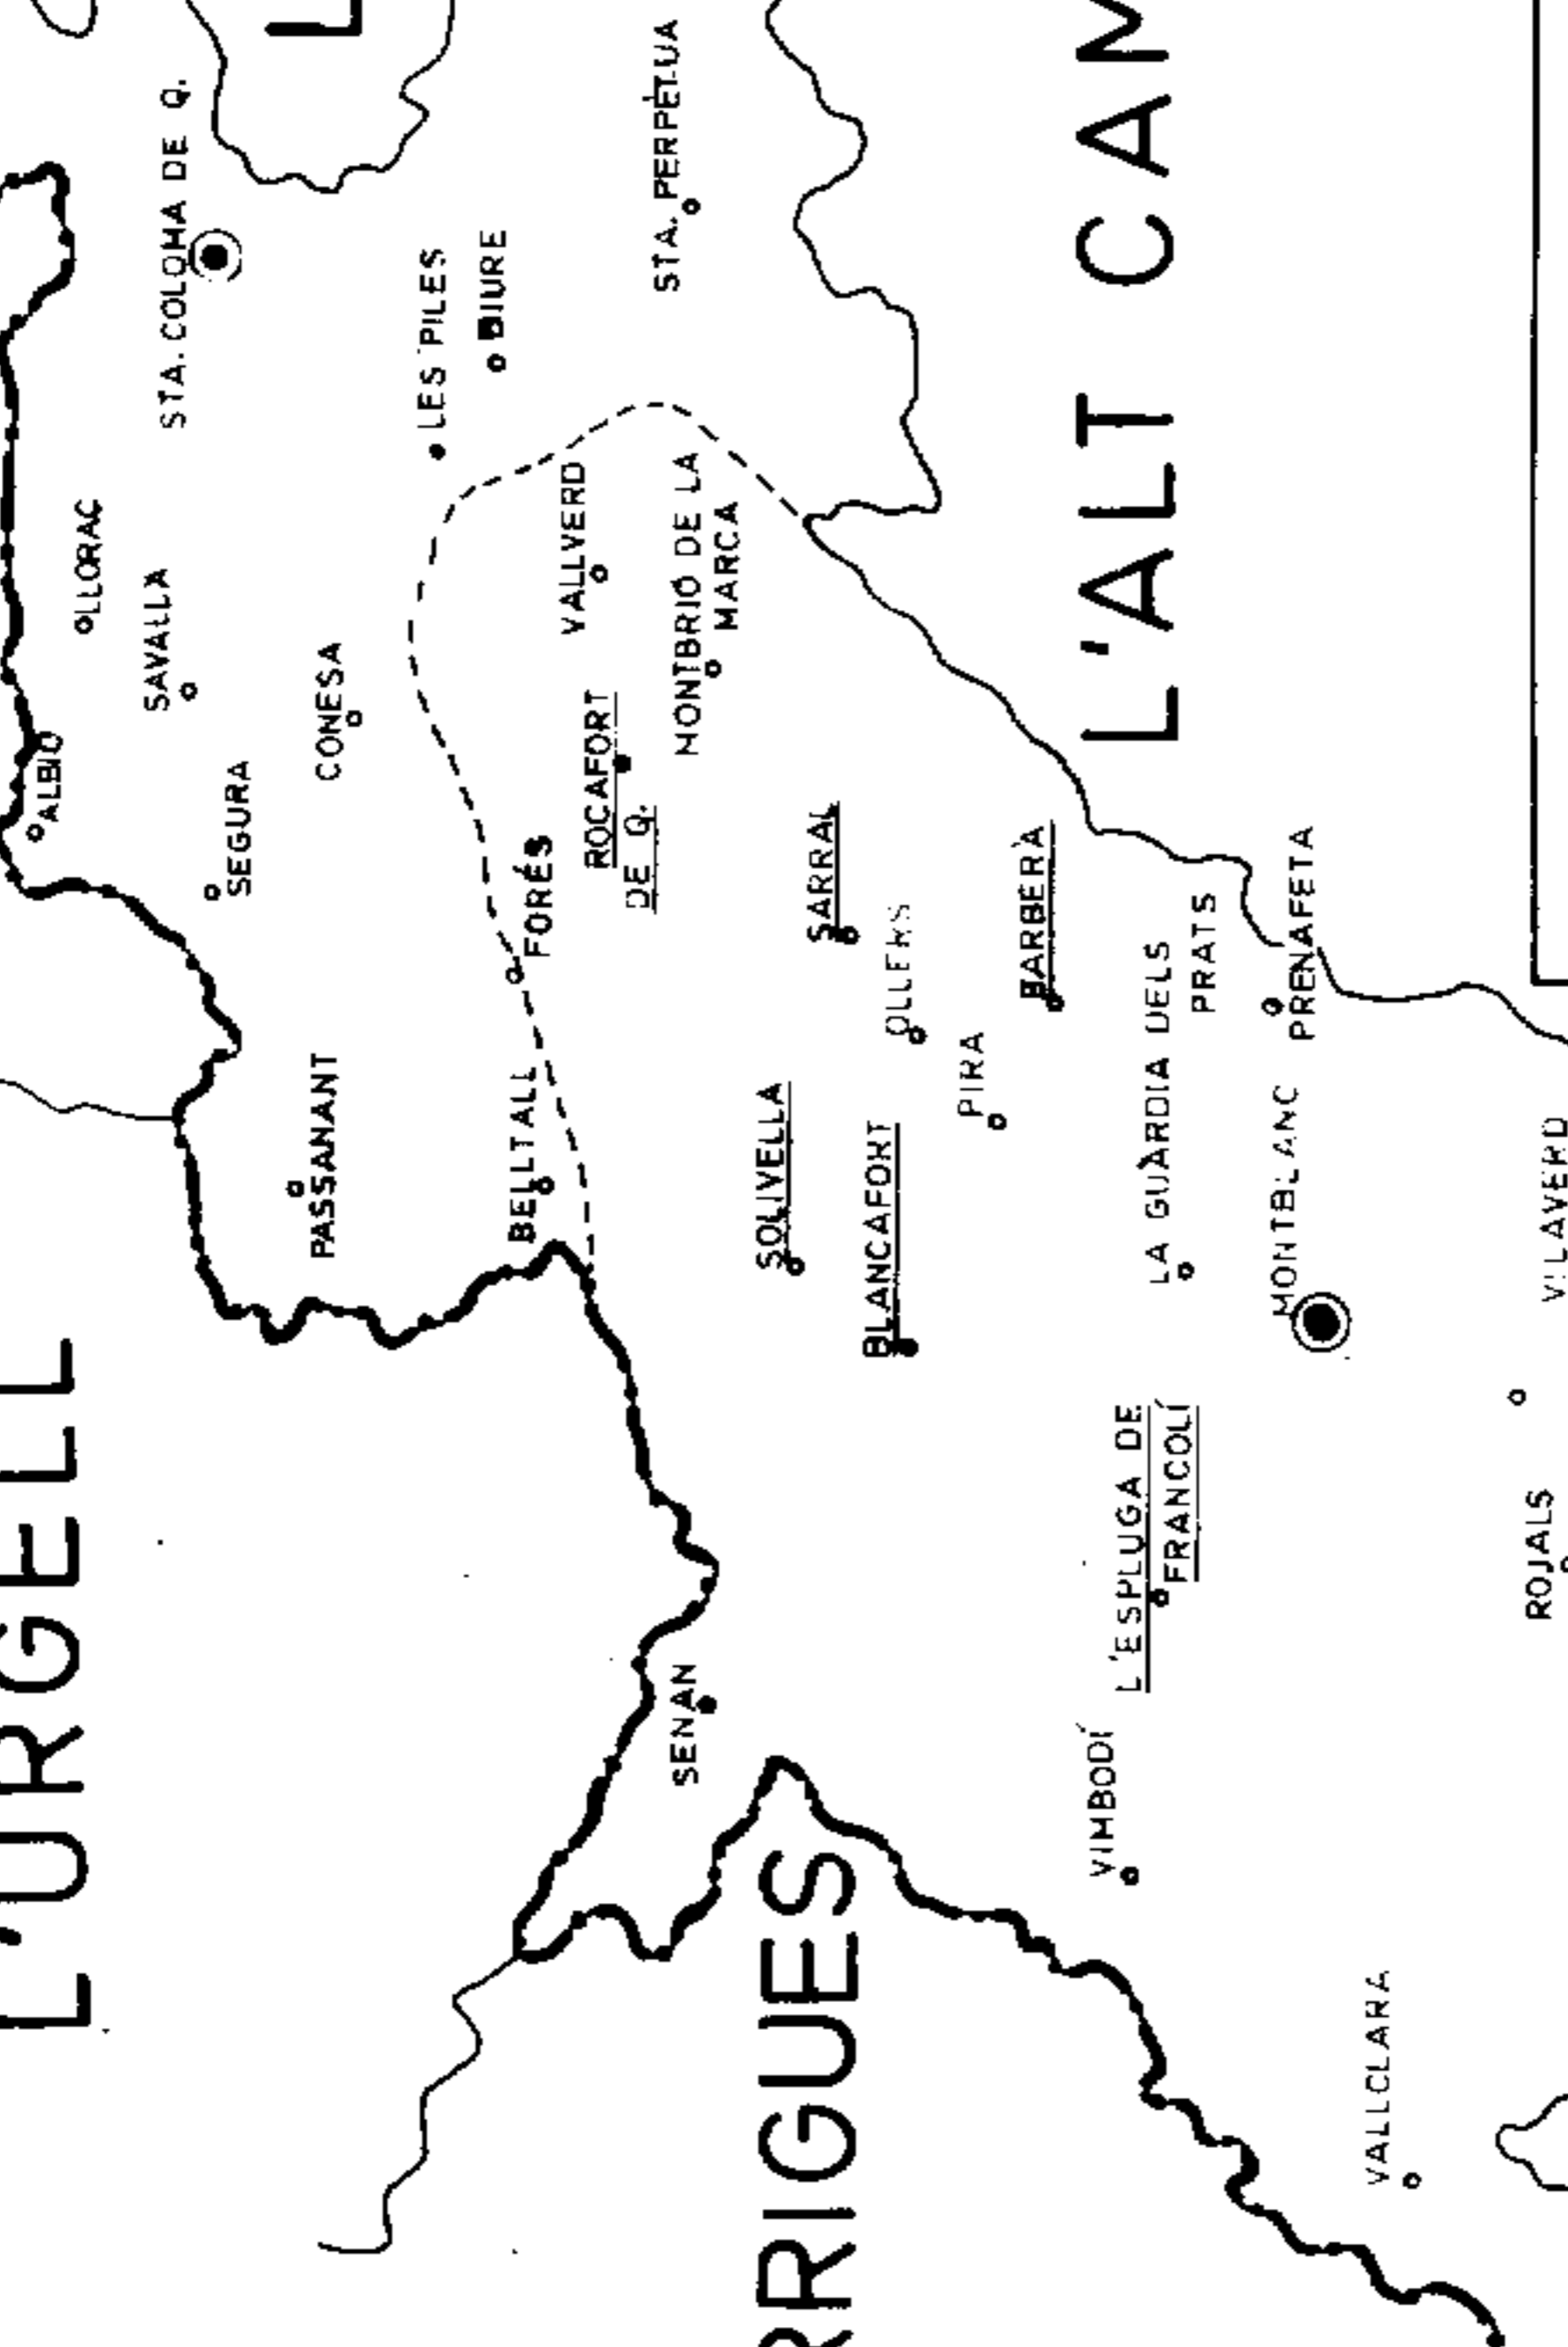 L'URGELL
ALBIÓ
LLORAC
SAVALLÀ
STA. COLOMA DE Q.
SEGURA
CONESA
PASSANANT
LES PILES
BIURE
BELLTALL
FORÉS
VALLVERD
ROCAFORT
DE Q.
MONTBRIÓ DE LA
MARCA
STA. PERPETUA
SENAN
SOLIVELLA
SARRAL
RRIGUES
BLANCAFORT
OLLERS
PIRA
BARBERÀ
L'ALT CAM
VIMBODÍ
L'ESPLUGA DE
FRANCOLÍ
LA GUÀRDIA DELS
PRATS
MONTBLANC
PRENAFETA
VALLCLARA
ROJALS
VILAVERD